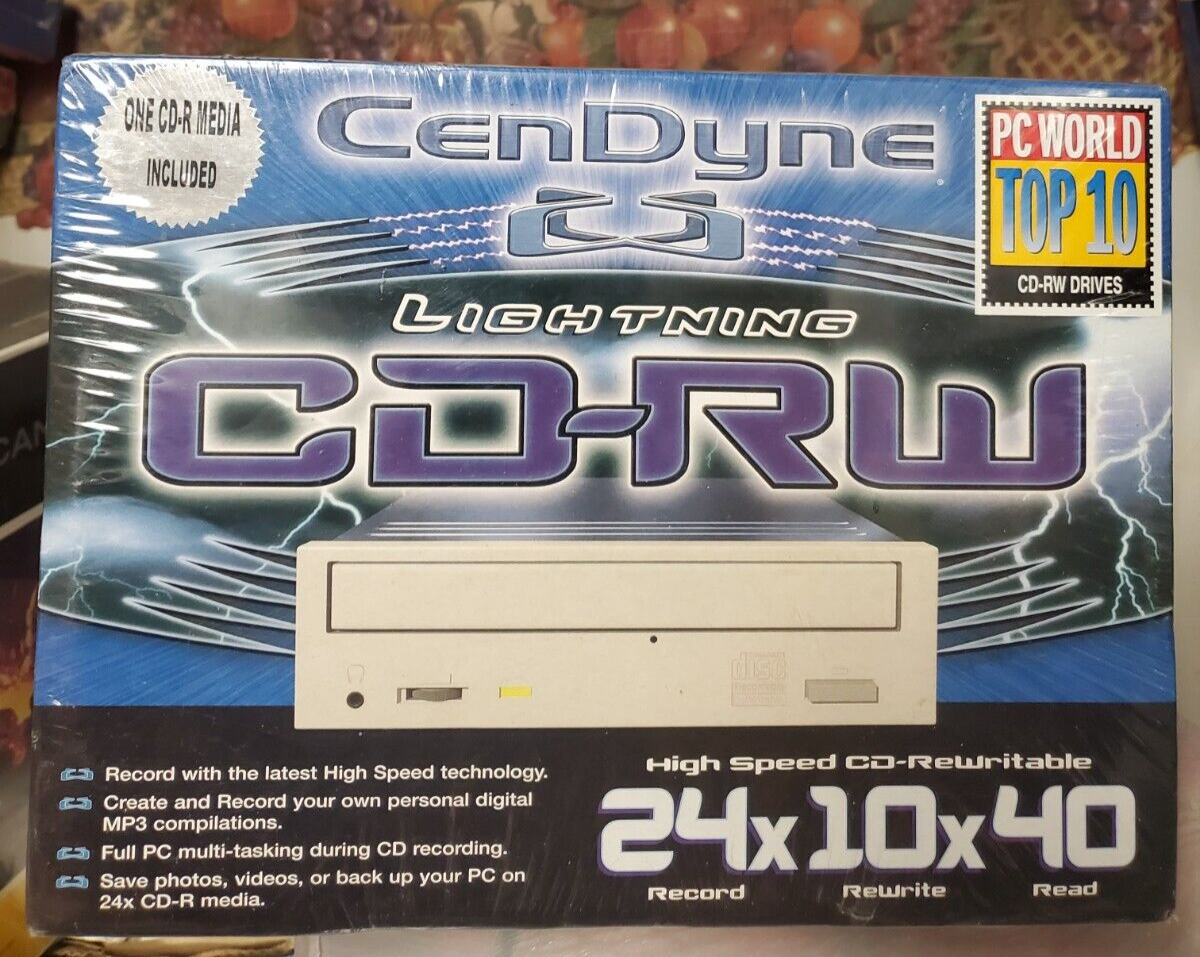 ONE CD-R MEDIA
INCLUDED
CenDyne
PC WORLD
TOP 10
CD-RW DRIVES
LIGHTNING
CD-RW
CAN
DISC
Record with the latest High Speed technology.
Create and Record your own personal digital
MP3 compilations.
Full PC multi-tasking during CD recording.
Save photos, videos, or back up your PC on
24x CD-R media.
High Speed CD-ReWritable
24x10x40
Record ReWrite Read